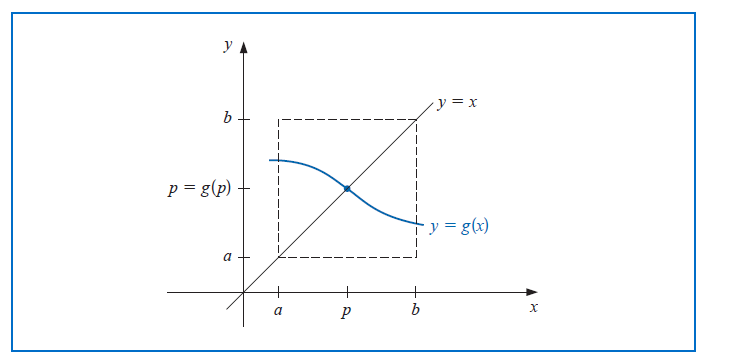 y
y = x
b
p = g(p)
y = g(x)
a
a
p
b
x